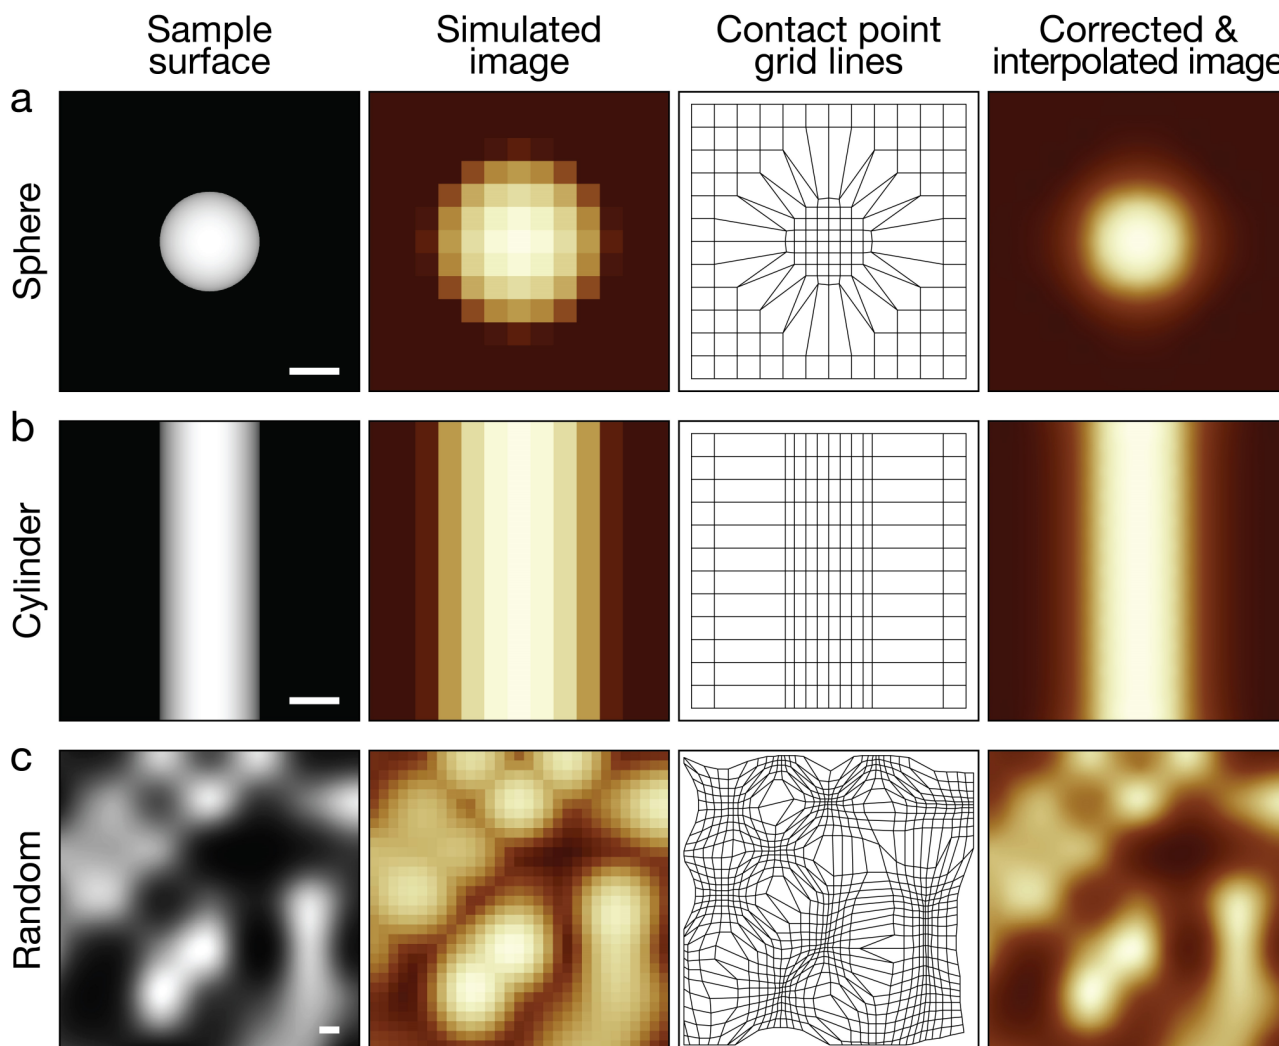 Sample
surface
Simulated
image
Contact point
grid lines
Corrected &
interpolated image
a
Sphere
b
Cylinder
c
Random